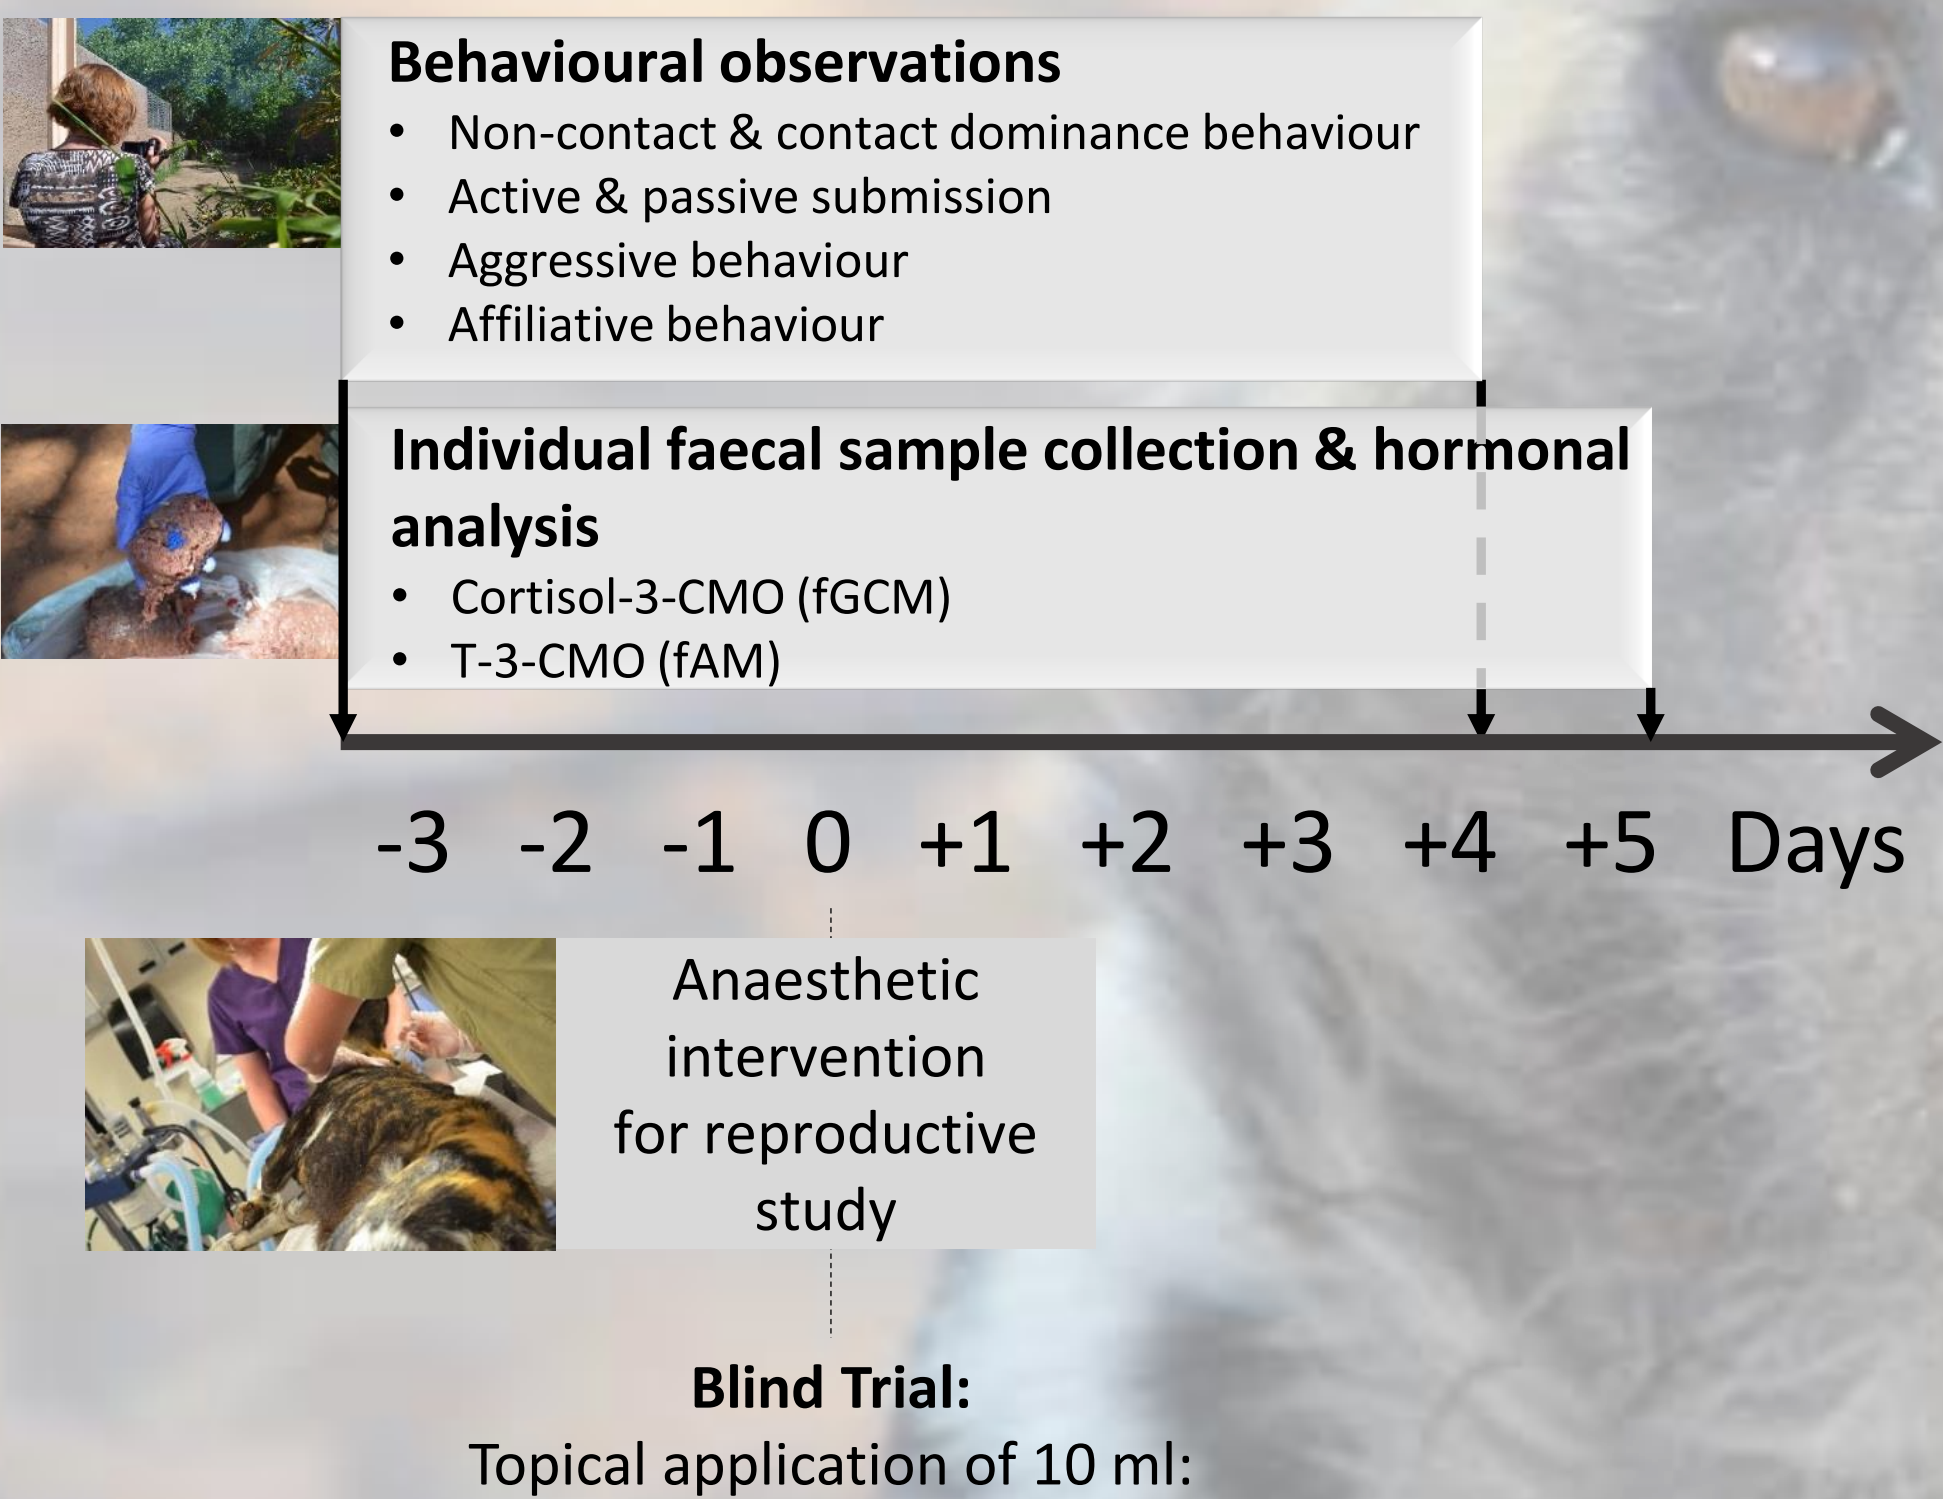 Behavioural observations
• Non-contact & contact dominance behaviour
• Active & passive submission
• Aggressive behaviour
• Affiliative behaviour
Individual faecal sample collection & hormonal
analysis
• Cortisol-3-CMO (fGCM)
• T-3-CMO (fAM)
-3 -2 -1 0 +1 +2 +3 +4 +5 Days
Anaesthetic
intervention
for reproductive
study
Blind Trial:
Topical application of 10 ml: